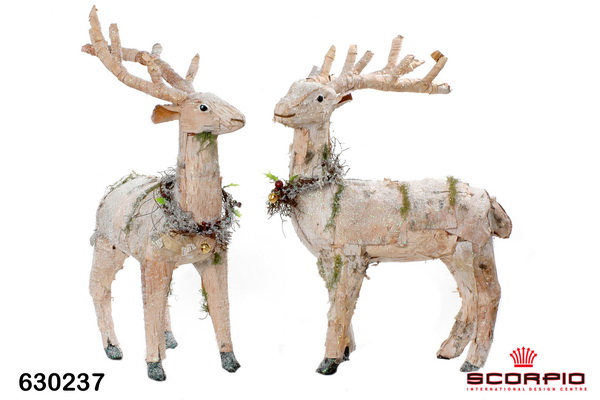 630237
SCORPIO
INTERNATIONAL DESIGN CENTRE